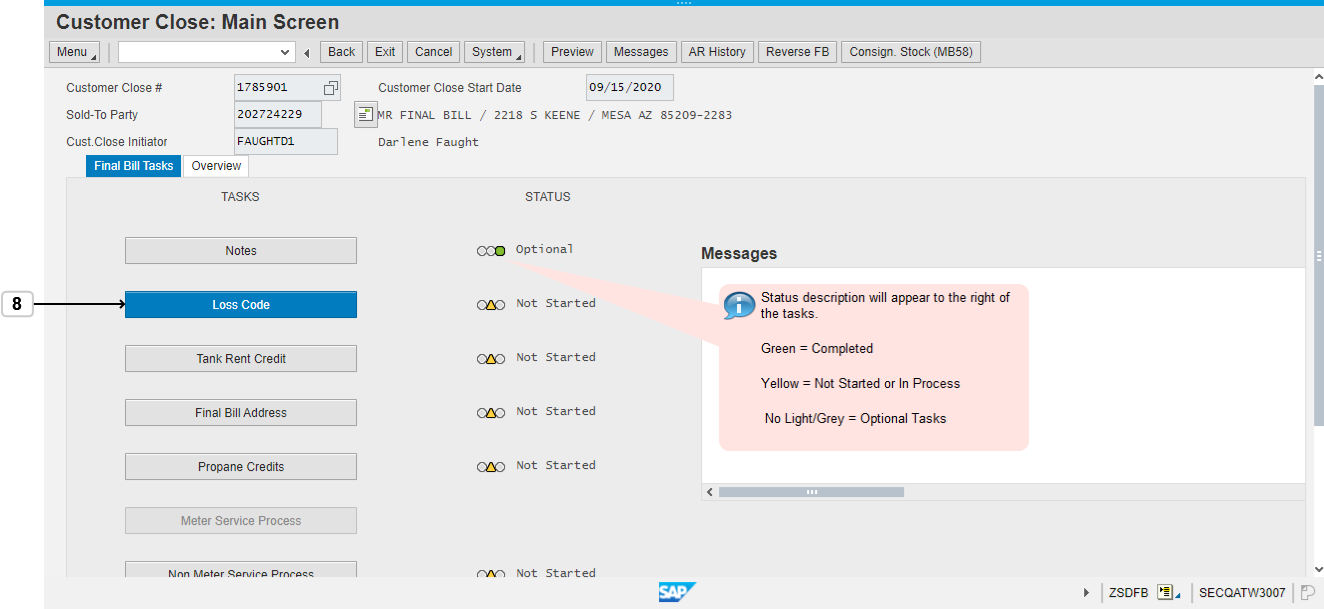 Customer Close: Main Screen
Menu Back Exit Cancel System Preview Messages AR History Reverse FB Consign. Stock (MB58)
Customer Close # 1785901 Customer Close Start Date 09/15/2020
Sold-To Party 202724229 MR FINAL BILL / 2218 S KEENE / MESA AZ 85209-2283
Cust.Close Initiator FAUGHTD1 Darlene Faught
Final Bill Tasks Overview
TASKS STATUS
Notes Optional
Messages
8 Loss Code Not Started
Status description will appear to the right of
the tasks.
Green = Completed
Yellow = Not Started or In Process
No Light/Grey = Optional Tasks
Tank Rent Credit Not Started
Final Bill Address Not Started
Propane Credits Not Started
Meter Service Process
Non Meter Service Process Not Started
SAP ZSDFB SECQATW3007